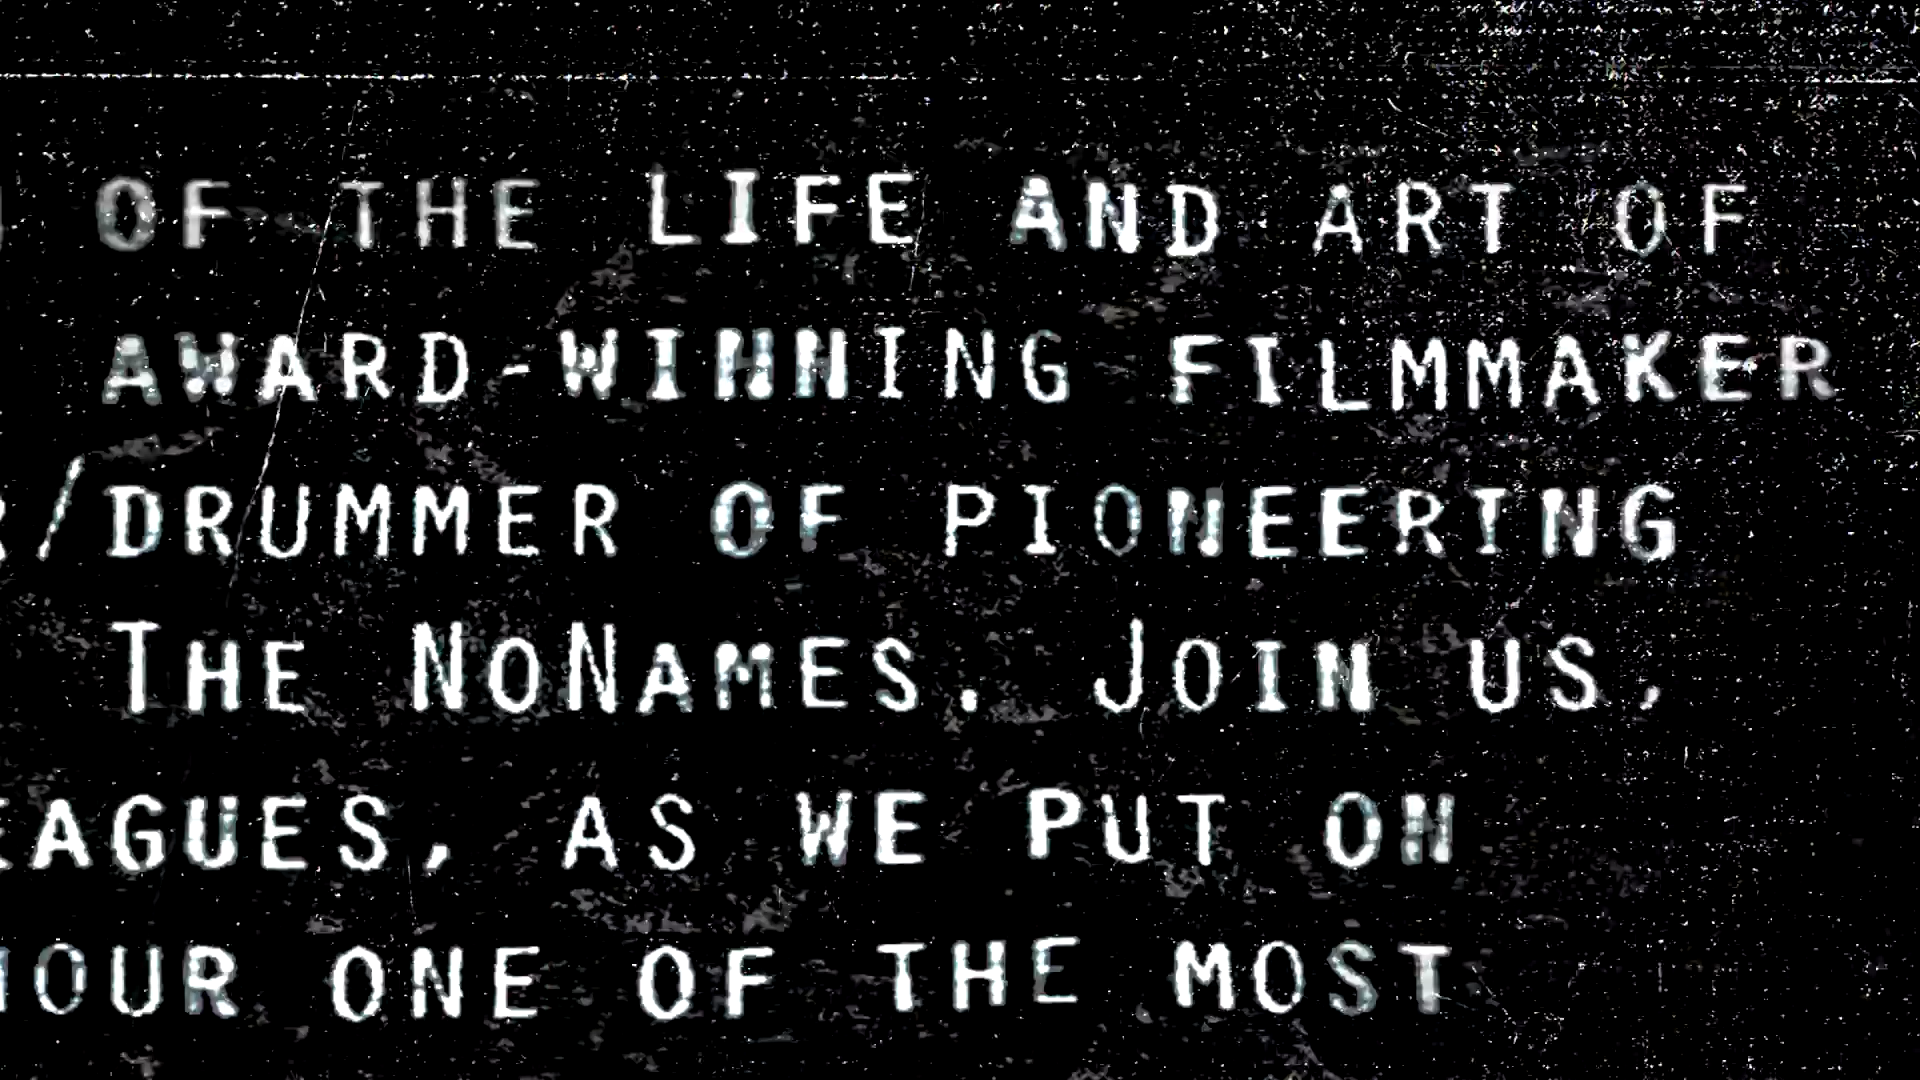 OF THE LIFE AND ART OF
AWARD-WINNING FILMMAKER
/DRUMMER OF PIONEERING
THE NONAMES. JOIN US,
EAGUES, AS WE PUT ON
OUR ONE OF THE MOST